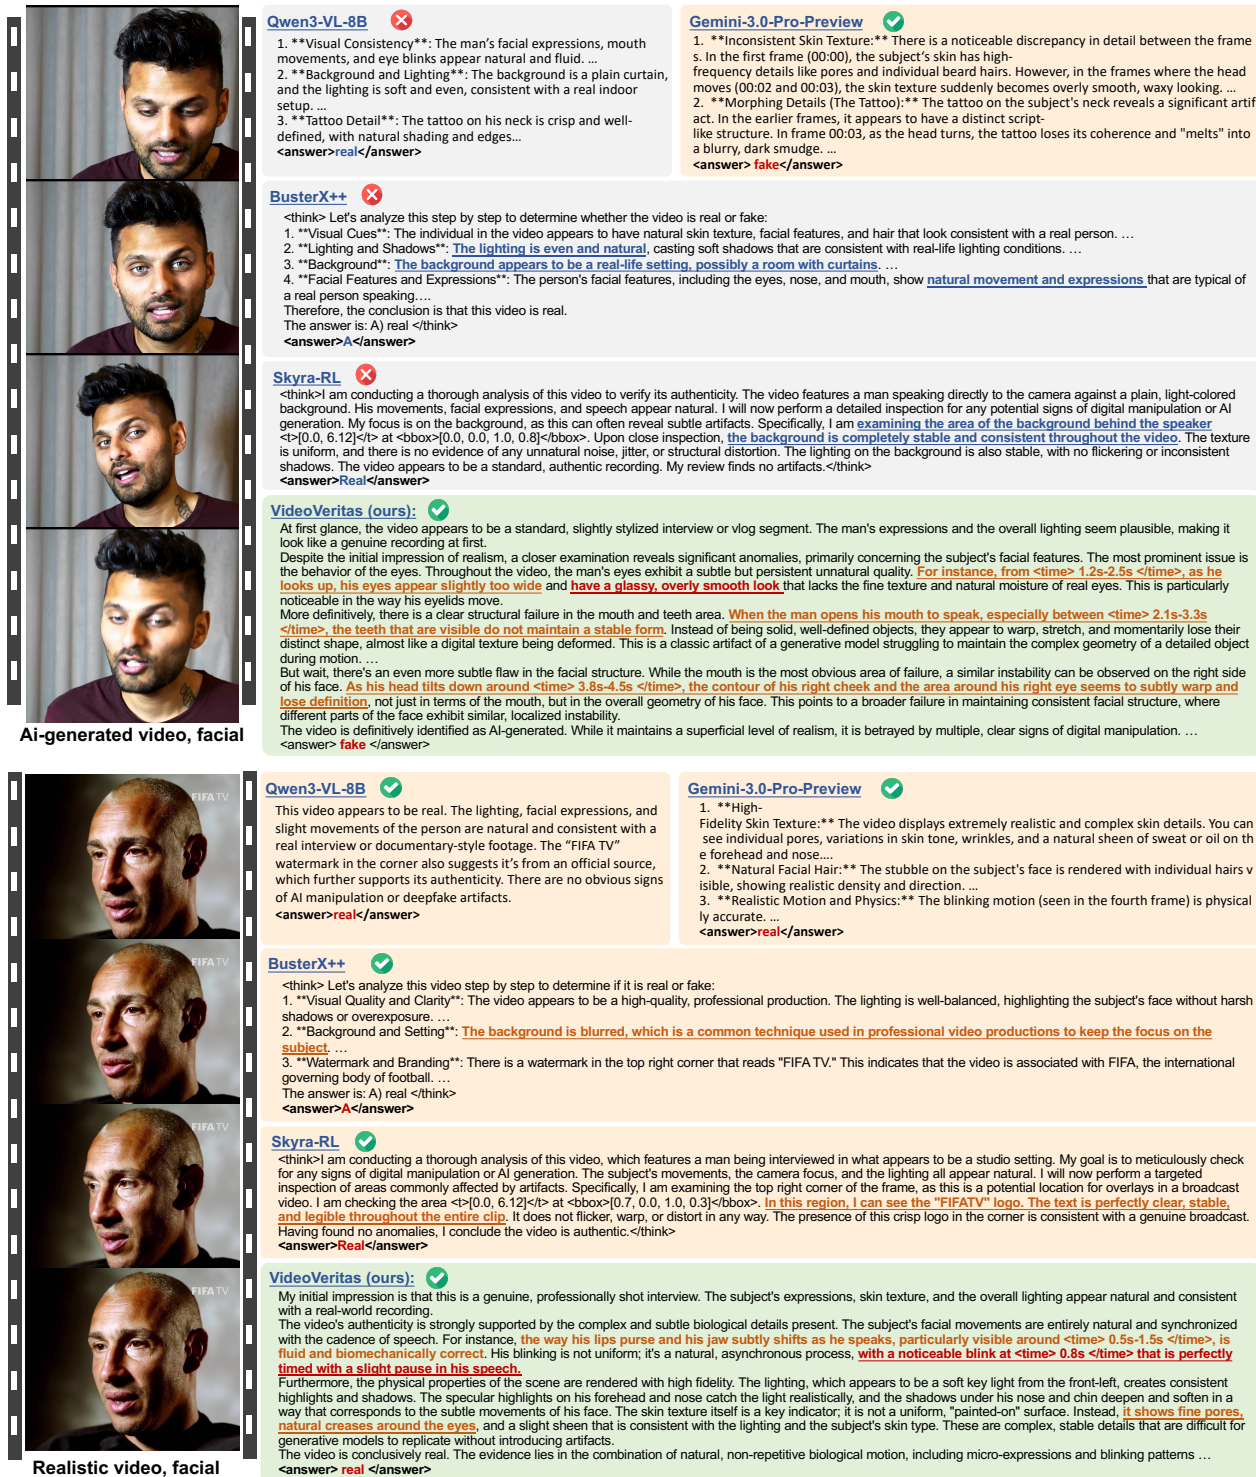 Qwen3-VL-8B
1. **Visual Consistency**: The man's facial expressions, mouth
movements, and eye blinks appear natural and fluid. ...
2. **Background and Lighting**: The background is a plain curtain,
and the lighting is soft and even, consistent with a real indoor
setup. ...
3. **Tattoo Detail**: The tattoo on his neck is crisp and well-
defined, with natural shading and edges...
<answer>real</answer>
Gemini-3.0-Pro-Preview
1. **Inconsistent Skin Texture:** There is a noticeable discrepancy in detail between the frame
s. In the first frame (00:00), the subject's skin has high-
frequency details like pores and individual beard hairs. However, in the frames where the head
moves (00:02 and 00:03), the skin texture suddenly becomes overly smooth, waxy looking. ...
2. **Morphing Details (The Tattoo):** The tattoo on the subject's neck reveals a significant artif
act. In the earlier frames, it appears to have a distinct script-
like structure. In frame 00:03, as the head turns, the tattoo loses its coherence and "melts" into
a blurry, dark smudge. ...
<answer> fake</answer>
BusterX++
<think> Let's analyze this step by step to determine whether the video is real or fake:
1. **Visual Cues**: The individual in the video appears to have natural skin texture, facial features, and hair that look consistent with a real person. ...
2. **Lighting and Shadows**: The lighting is even and natural, casting soft shadows that are consistent with real-life lighting conditions. ...
3. **Background**: The background appears to be a real-life setting, possibly a room with curtains. ...
4. **Facial Features and Expressions**: The person's facial features, including the eyes, nose, and mouth, show natural movement and expressions that are typical of
a real person speaking....
Therefore, the conclusion is that this video is real.
The answer is: A) real </think>
<answer>A</answer>
Skyra-RL
<think>I am conducting a thorough analysis of this video to verify its authenticity. The video features a man speaking directly to the camera against a plain, light-colored
background. His movements, facial expressions, and speech appear natural. I will now perform a detailed inspection for any potential signs of digital manipulation or AI
generation. My focus is on the background, as this can often reveal subtle artifacts. Specifically, I am examining the area of the background behind the speaker
<t>[0.0, 6.12]</t> at <bbox>[0.0, 0.0, 1.0, 0.8]</bbox>. Upon close inspection, the background is completely stable and consistent throughout the video. The texture
is uniform, and there is no evidence of any unnatural noise, jitter, or structural distortion. The lighting on the background is also stable, with no flickering or inconsistent
shadows. The video appears to be a standard, authentic recording. My review finds no artifacts.</think>
<answer>Real</answer>
VideoVeritas (ours):
At first glance, the video appears to be a standard, slightly stylized interview or vlog segment. The man's expressions and the overall lighting seem plausible, making it
look like a genuine recording at first.
Despite the initial impression of realism, a closer examination reveals significant anomalies, primarily concerning the subject's facial features. The most prominent issue is
the behavior of the eyes. Throughout the video, the man's eyes exhibit a subtle but persistent unnatural quality. For instance, from <time> 1.2s-2.5s </time>, as he
looks up, his eyes appear slightly too wide and have a glassy, overly smooth look that lacks the fine texture and natural moisture of real eyes. This is particularly
noticeable in the way his eyelids move.
More definitively, there is a clear structural failure in the mouth and teeth area. When the man opens his mouth to speak, especially between <time> 2.1s-3.3s
</time>, the teeth that are visible do not maintain a stable form. Instead of being solid, well-defined objects, they appear to warp, stretch, and momentarily lose their
distinct shape, almost like a digital texture being deformed. This is a classic artifact of a generative model struggling to maintain the complex geometry of a detailed object
during motion. ...
But wait, there's an even more subtle flaw in the facial structure. While the mouth is the most obvious area of failure, a similar instability can be observed on the right side
of his face. As his head tilts down around <time> 3.8s-4.5s </time>, the contour of his right cheek and the area around his right eye seems to subtly warp and
lose definition, not just in terms of the mouth, but in the overall geometry of his face. This points to a broader failure in maintaining consistent facial structure, where
different parts of the face exhibit similar, localized instability.
The video is definitively identified as AI-generated. While it maintains a superficial level of realism, it is betrayed by multiple, clear signs of digital manipulation. ...
<answer> fake </answer>
Ai-generated video, facial
FIFA TV
FIFA TV
FIFA TV
FIFA TV
Qwen3-VL-8B
This video appears to be real. The lighting, facial expressions, and
slight movements of the person are natural and consistent with a
real interview or documentary-style footage. The "FIFA TV"
watermark in the corner also suggests it's from an official source,
which further supports its authenticity. There are no obvious signs
of AI manipulation or deepfake artifacts.
<answer>real</answer>
Gemini-3.0-Pro-Preview
1. **High-
Fidelity Skin Texture:** The video displays extremely realistic and complex skin details. You can
see individual pores, variations in skin tone, wrinkles, and a natural sheen of sweat or oil on th
e forehead and nose....
2. **Natural Facial Hair:** The stubble on the subject's face is rendered with individual hairs v
isible, showing realistic density and direction. ...
3. **Realistic Motion and Physics:** The blinking motion (seen in the fourth frame) is physical
ly accurate. ...
<answer>real</answer>
BusterX++
<think> Let's analyze this video step by step to determine if it is real or fake:
1. **Visual Quality and Clarity**: The video appears to be a high-quality, professional production. The lighting is well-balanced, highlighting the subject's face without harsh
shadows or overexposure. ...
2. **Background and Setting**: The background is blurred, which is a common technique used in professional video productions to keep the focus on the
subject. ...
3. **Watermark and Branding**: There is a watermark in the top right corner that reads "FIFA TV." This indicates that the video is associated with FIFA, the international
governing body of football. ...
The answer is: A) real </think>
<answer>A</answer>
Skyra-RL
<think>I am conducting a thorough analysis of this video, which features a man being interviewed in what appears to be a studio setting. My goal is to meticulously check
for any signs of digital manipulation or AI generation. The subject's movements, the camera focus, and the lighting all appear natural. I will now perform a targeted
inspection of areas commonly affected by artifacts. Specifically, I am examining the top right corner of the frame, as this is a potential location for overlays in a broadcast
video. I am checking the area <t>[0.0, 6.12]</t> at <bbox>[0.7, 0.0, 1.0, 0.3]</bbox>. In this region, I can see the "FIFATV" logo. The text is perfectly clear, stable,
and legible throughout the entire clip. It does not flicker, warp, or distort in any way. The presence of this crisp logo in the corner is consistent with a genuine broadcast.
Having found no anomalies, I conclude the video is authentic.</think>
<answer>Real</answer>
VideoVeritas (ours):
My initial impression is that this is a genuine, professionally shot interview. The subject's expressions, skin texture, and the overall lighting appear natural and consistent
with a real-world recording.
The video's authenticity is strongly supported by the complex and subtle biological details present. The subject's facial movements are entirely natural and synchronized
with the cadence of speech. For instance, the way his lips purse and his jaw subtly shifts as he speaks, particularly visible around <time> 0.5s-1.5s </time>, is
fluid and biomechanically correct. His blinking is not uniform; it's a natural, asynchronous process, with a noticeable blink at <time> 0.8s </time> that is perfectly
timed with a slight pause in his speech.
Furthermore, the physical properties of the scene are rendered with high fidelity. The lighting, which appears to be a soft key light from the front-left, creates consistent
highlights and shadows. The specular highlights on his forehead and nose catch the light realistically, and the shadows under his nose and chin deepen and soften in a
way that corresponds to the subtle movements of his face. The skin texture itself is a key indicator; it is not a uniform, "painted-on" surface. Instead, it shows fine pores,
natural creases around the eyes, and a slight sheen that is consistent with the lighting and the subject's skin type. These are complex, stable details that are difficult for
generative models to replicate without introducing artifacts.
The video is conclusively real. The evidence lies in the combination of natural, non-repetitive biological motion, including micro-expressions and blinking patterns ...
<answer> real </answer>
Realistic video, facial